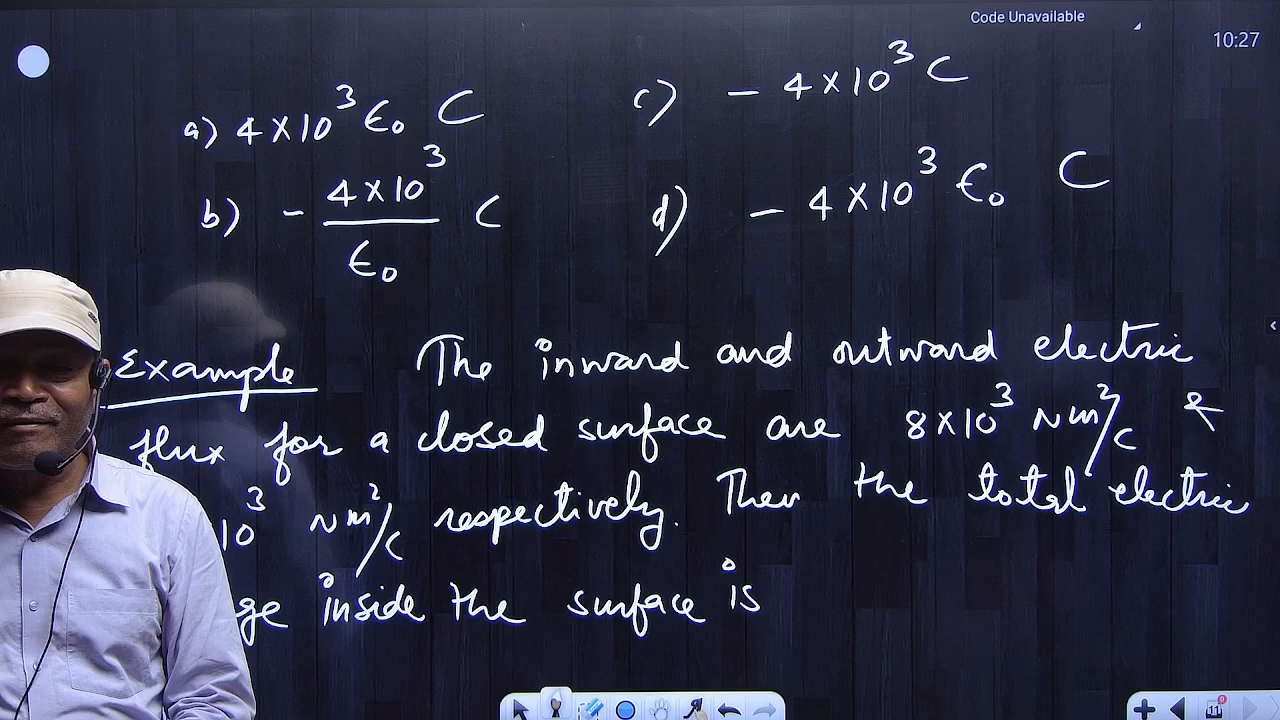 Code Unavailable
10:27
a) 4×10³ ϵ₀ C
c) − 4×10³ C
b) − 4×10³/ϵ₀ C
d) − 4×10³ ϵ₀ C
Example The inward and outward electric
flux for a closed surface are 8×10³ Nm²/C &
10³ Nm²/C respectively. Then the total electric
ge inside the surface is